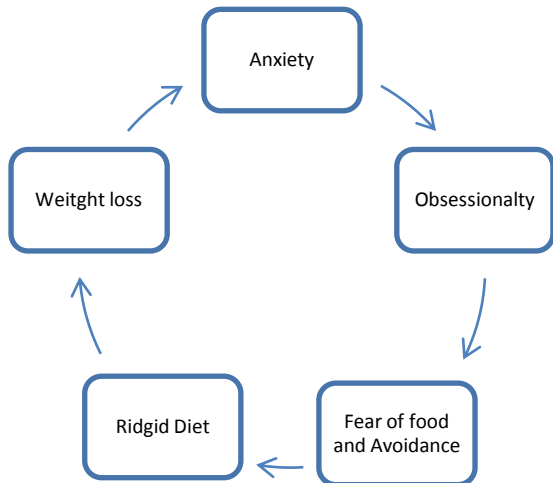 Anxiety
Obsessionalty
Fear of food
and Avoidance
Ridgid Diet
Weitght loss